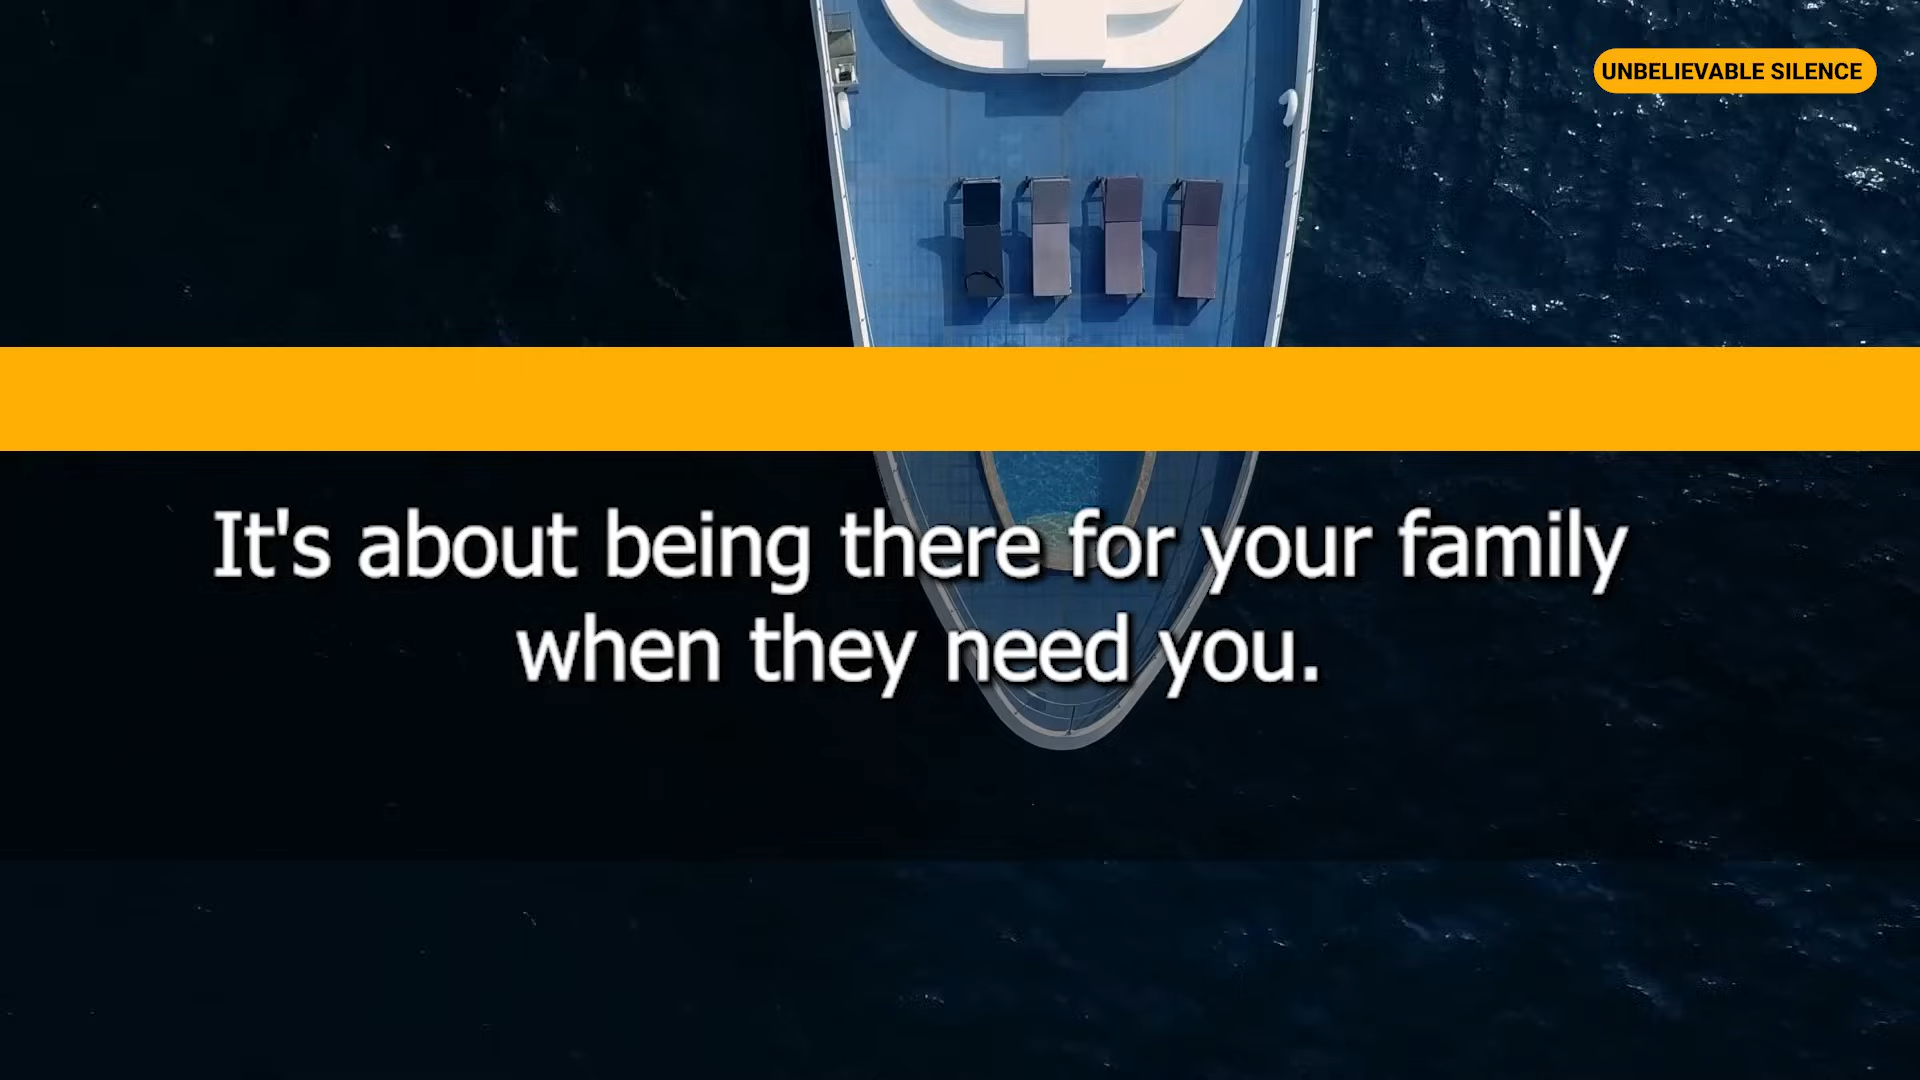 UNBELIEVABLE SILENCE
It's about being there for your family
when they need you.